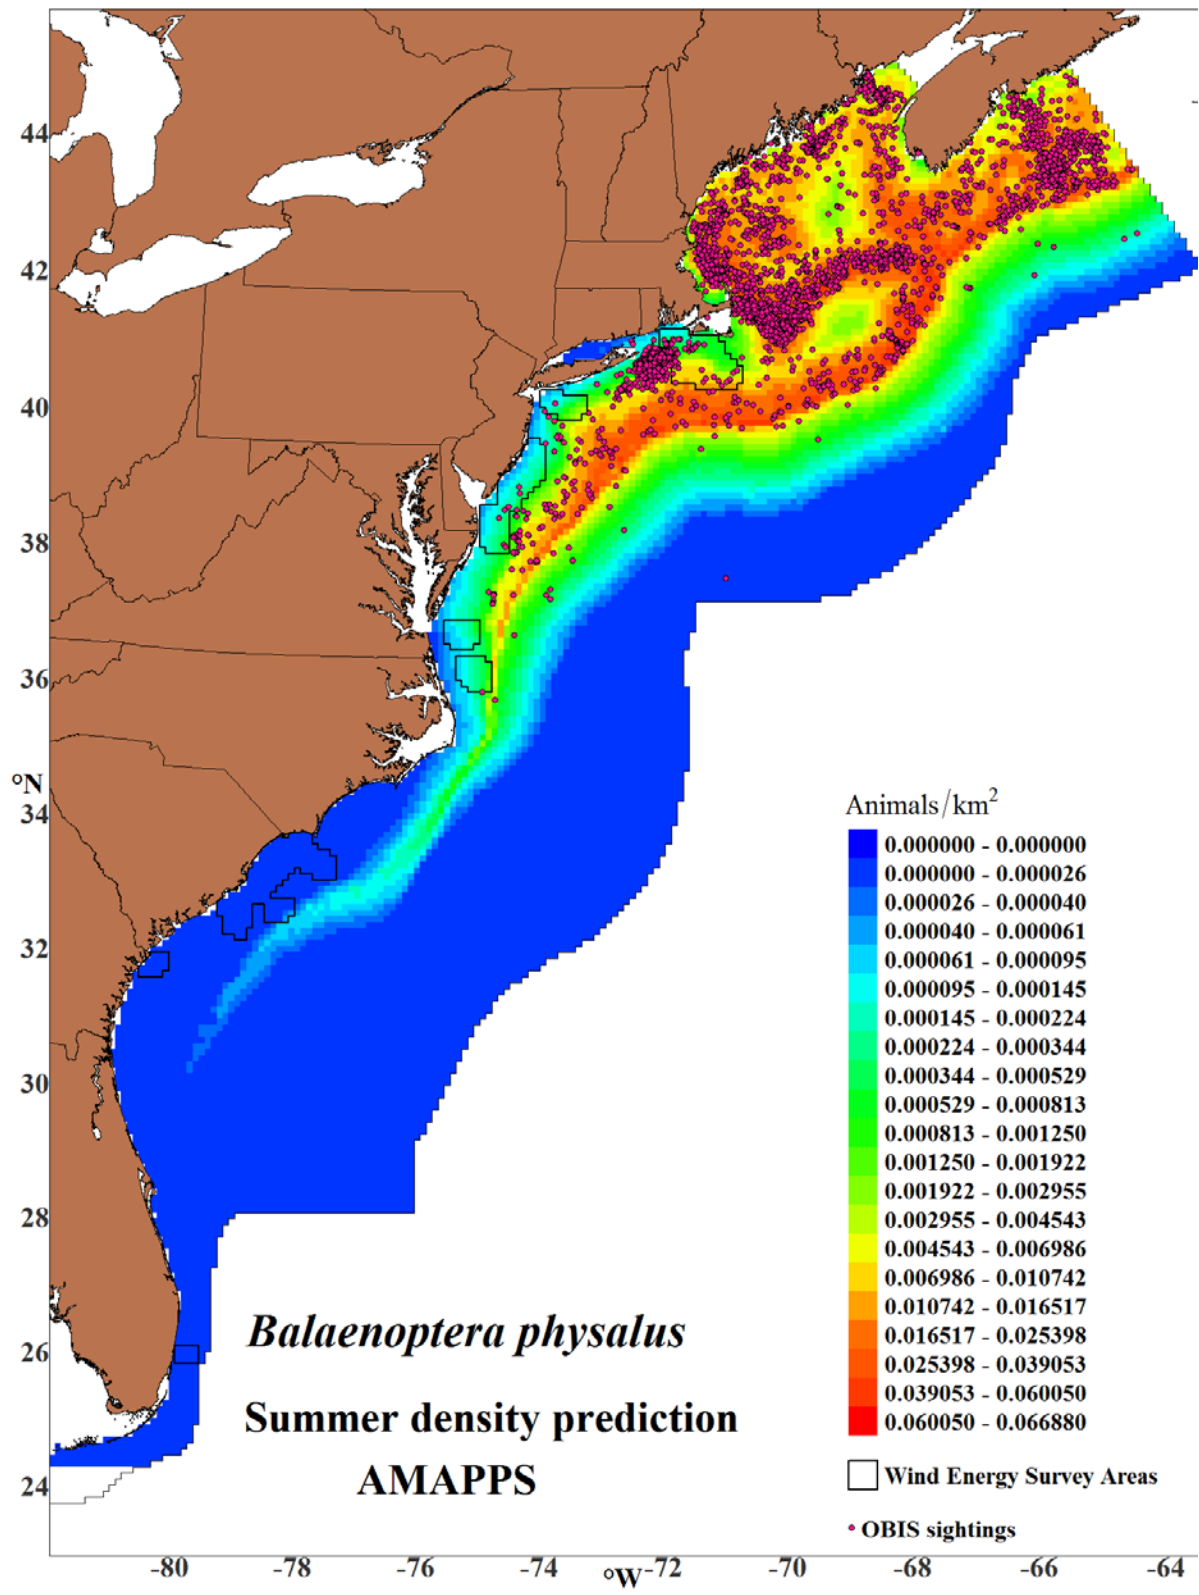 44
42
40
38
36
°N
34
32
30
28
26
24
Animals/km²
0.000000 - 0.000000
0.000000 - 0.000026
0.000026 - 0.000040
0.000040 - 0.000061
0.000061 - 0.000095
0.000095 - 0.000145
0.000145 - 0.000224
0.000224 - 0.000344
0.000344 - 0.000529
0.000529 - 0.000813
0.000813 - 0.001250
0.001250 - 0.001922
0.001922 - 0.002955
0.002955 - 0.004543
0.004543 - 0.006986
0.006986 - 0.010742
0.010742 - 0.016517
0.016517 - 0.025398
0.025398 - 0.039053
0.039053 - 0.060050
0.060050 - 0.066880
Wind Energy Survey Areas
OBIS sightings
Balaenoptera physalus
Summer density prediction
AMAPPS
-80 -78 -76 -74 °W -72 -70 -68 -66 -64